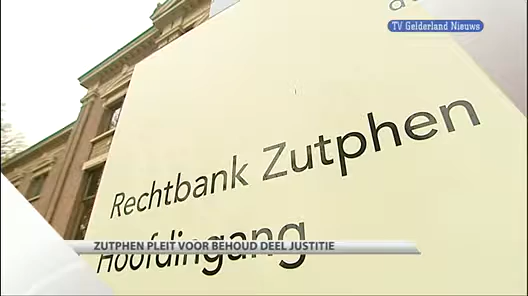 TV Gelderland Nieuws
Rechtbank Zutphen
Hoofdingang
ZUTPHEN PLEIT VOOR BEHOUD DEEL JUSTITIE